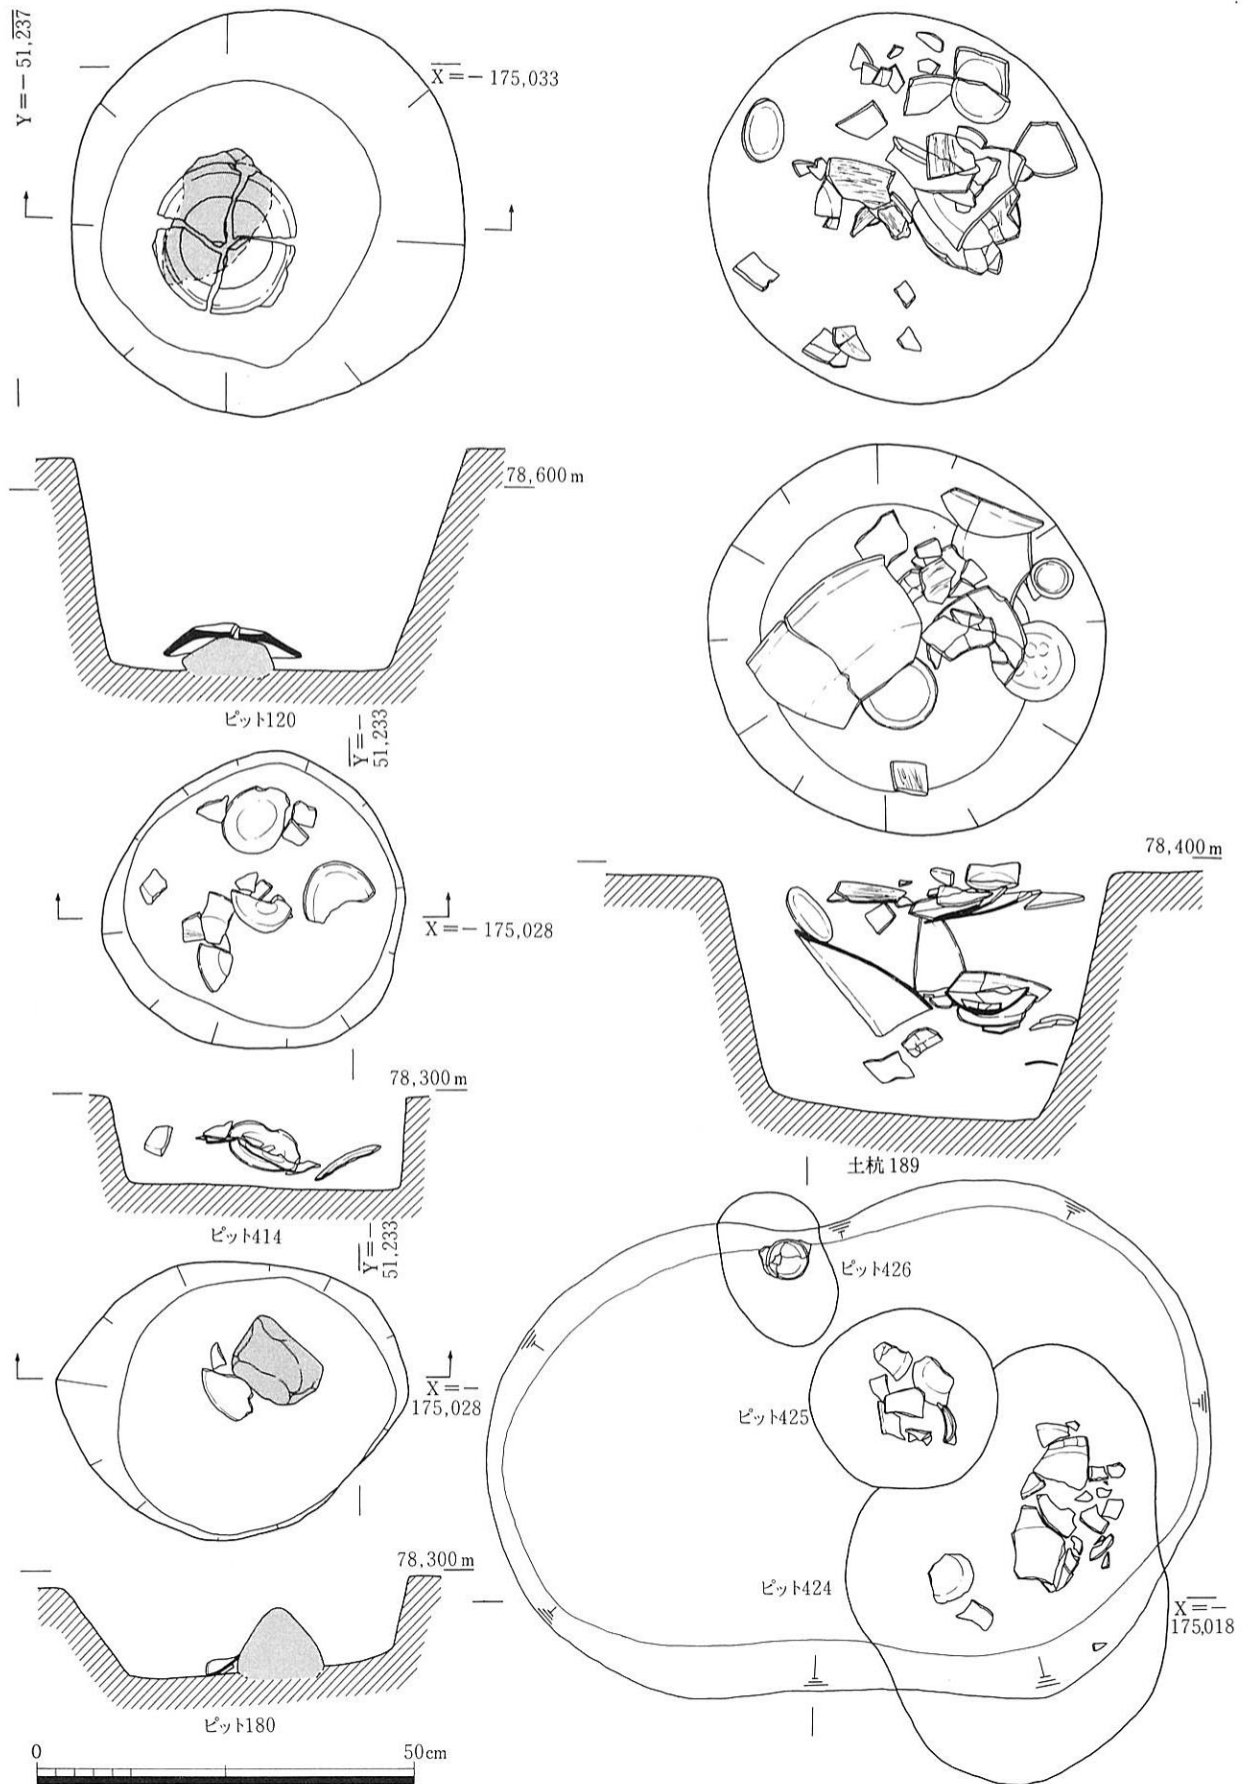 Y=－51,237
X=－175,033
78,600m
ピット120
Y=－
51,233
X=－175,028
78,300m
ピット414
Y=－
51,233
X=－
175,028
78,300m
ピット180
0 50cm
78,400m
土杭189
ピット426
ピット425
ピット424
X=－
175,018